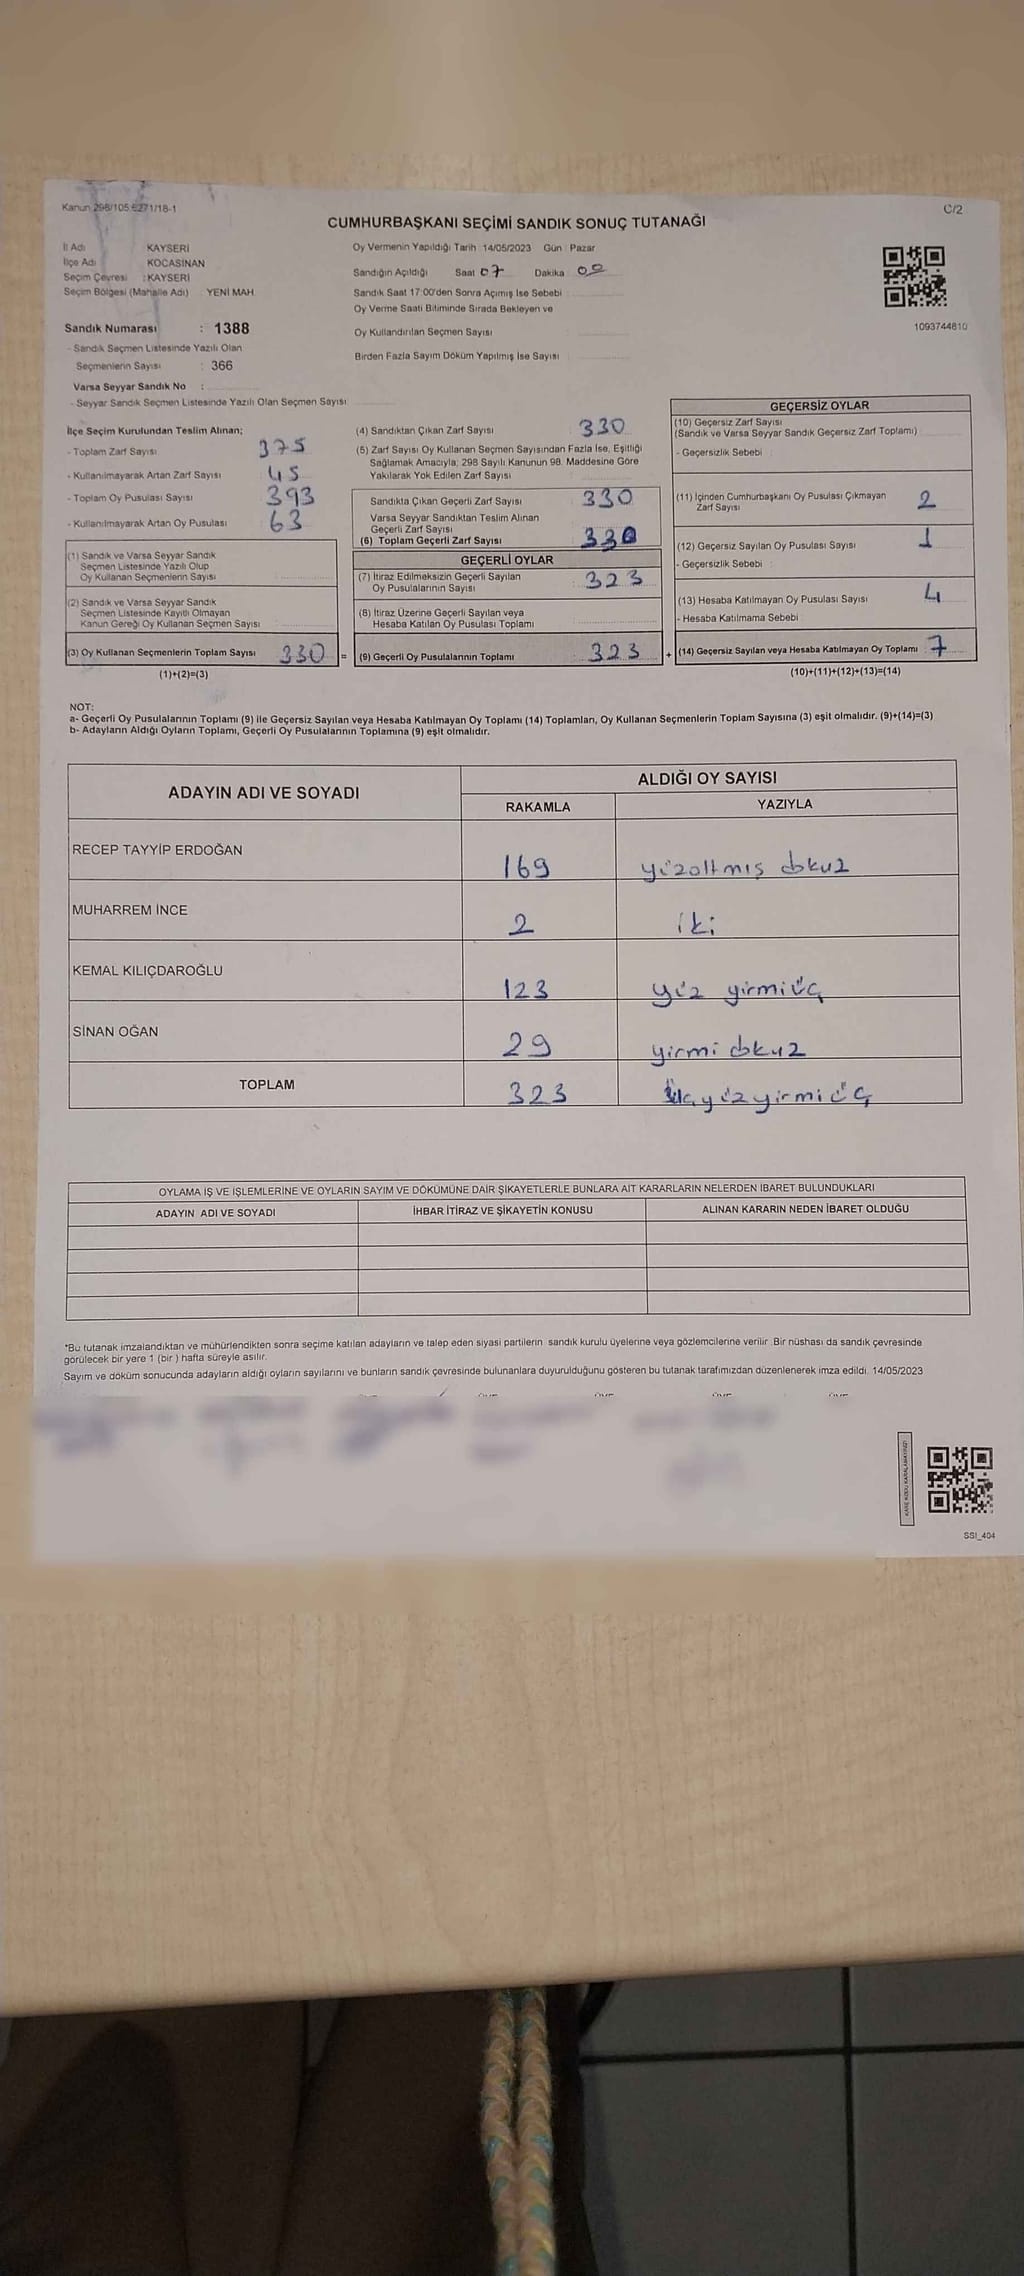 Kanun 298/105 6271/18-1
C/2
CUMHURBAŞKANI SEÇİMİ SANDIK SONUÇ TUTANAĞI
İl Adı KAYSERİ
İlçe Adı KOCASİNAN
Seçim Çevresi : KAYSERİ
Seçim Bölgesi (Mahalle Adı) : YENİ MAH.
Oy Vermenin Yapıldığı Tarih 14/05/2023 Gün : Pazar
Sandığın Açıldığı Saat 07 Dakika 00
Sandık Saat 17:00'den Sonra Açımış İse Sebebi :
Oy Verme Saati Bitiminde Sırada Bekleyen ve
Oy Kullandırılan Seçmen Sayısı
Birden Fazla Sayım Döküm Yapılmış İse Sayısı :
1093744810
Sandık Numarası : 1388
- Sandık Seçmen Listesinde Yazılı Olan
Seçmenlerin Sayısı : 366
Varsa Seyyar Sandık No :
- Seyyar Sandık Seçmen Listesinde Yazılı Olan Seçmen Sayısı
İlçe Seçim Kurulundan Teslim Alınan;
- Toplam Zarf Sayısı 375
- Kullanılmayarak Artan Zarf Sayısı 45
- Toplam Oy Pusulası Sayısı 393
- Kullanılmayarak Artan Oy Pusulası 63
(1) Sandık ve Varsa Seyyar Sandık
Seçmen Listesinde Yazılı Olup
Oy Kullanan Seçmenlerin Sayısı
(2) Sandık ve Varsa Seyyar Sandık
Seçmen Listesinde Kayıtlı Olmayan
Kanun Gereği Oy Kullanan Seçmen Sayısı
(3) Oy Kullanan Seçmenlerin Toplam Sayısı 330 =
(1)+(2)=(3)
(4) Sandıktan Çıkan Zarf Sayısı : 330
(5) Zarf Sayısı Oy Kullanan Seçmen Sayısından Fazla İse, Eşitliği
Sağlamak Amacıyla; 298 Sayılı Kanunun 98. Maddesine Göre
Yakılarak Yok Edilen Zarf Sayısı
Sandıkta Çıkan Geçerli Zarf Sayısı : 330
Varsa Seyyar Sandıktan Teslim Alınan
Geçerli Zarf Sayısı
(6) Toplam Geçerli Zarf Sayısı : 330
GEÇERLİ OYLAR
(7) İtiraz Edilmeksizin Geçerli Sayılan
Oy Pusulalarının Sayısı : 323
(8) İtiraz Üzerine Geçerli Sayılan veya
Hesaba Katılan Oy Pusulası Toplamı
(9) Geçerli Oy Pusulalarının Toplamı : 323 +
GEÇERSİZ OYLAR
(10) Geçersiz Zarf Sayısı
(Sandık ve Varsa Seyyar Sandık Geçersiz Zarf Toplamı)
- Geçersizlik Sebebi :
(11) İçinden Cumhurbaşkanı Oy Pusulası Çıkmayan
Zarf Sayısı 2
(12) Geçersiz Sayılan Oy Pusulası Sayısı 1
- Geçersizlik Sebebi :
(13) Hesaba Katılmayan Oy Pusulası Sayısı 4
- Hesaba Katılmama Sebebi
(14) Geçersiz Sayılan veya Hesaba Katılmayan Oy Toplamı : 7
(10)+(11)+(12)+(13)=(14)
NOT:
a- Geçerli Oy Pusulalarının Toplamı (9) ile Geçersiz Sayılan veya Hesaba Katılmayan Oy Toplamı (14) Toplamları, Oy Kullanan Seçmenlerin Toplam Sayısına (3) eşit olmalıdır. (9)+(14)=(3)
b- Adayların Aldığı Oyların Toplamı, Geçerli Oy Pusulalarının Toplamına (9) eşit olmalıdır.
ADAYIN ADI VE SOYADI ALDIĞI OY SAYISI
RAKAMLA YAZIYLA
RECEP TAYYİP ERDOĞAN 169 yüzaltmış dokuz
MUHARREM İNCE 2 iki
KEMAL KILIÇDAROĞLU 123 yüz yirmiüç
SİNAN OĞAN 29 yirmi dokuz
TOPLAM 323 üçyüzyirmiüç
OYLAMA İŞ VE İŞLEMLERİNE VE OYLARIN SAYIM VE DÖKÜMÜNE DAİR ŞİKAYETLERLE BUNLARA AİT KARARLARIN NELERDEN İBARET BULUNDUKLARI
ADAYIN ADI VE SOYADI İHBAR İTİRAZ VE ŞİKAYETİN KONUSU ALINAN KARARIN NEDEN İBARET OLDUĞU
*Bu tutanak imzalandıktan ve mühürlendikten sonra seçime katılan adayların ve talep eden siyasi partilerin sandık kurulu üyelerine veya gözlemcilerine verilir. Bir nüshası da sandık çevresinde
görülecek bir yere 1 (bir ) hafta süreyle asılır.
Sayım ve döküm sonucunda adayların aldığı oyların sayılarını ve bunların sandık çevresinde bulunanlara duyurulduğunu gösteren bu tutanak tarafımızdan düzenlenerek imza edildi. 14/05/2023
KARE KODU KARALAMAYINIZ!
SSI_404